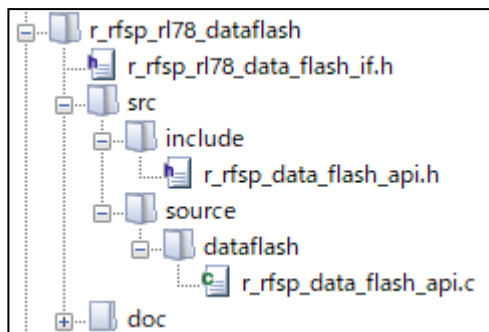 r_rfsp_rl78_dataflash
r_rfsp_rl78_data_flash_if.h
src
include
r_rfsp_data_flash_api.h
source
dataflash
r_rfsp_data_flash_api.c
doc